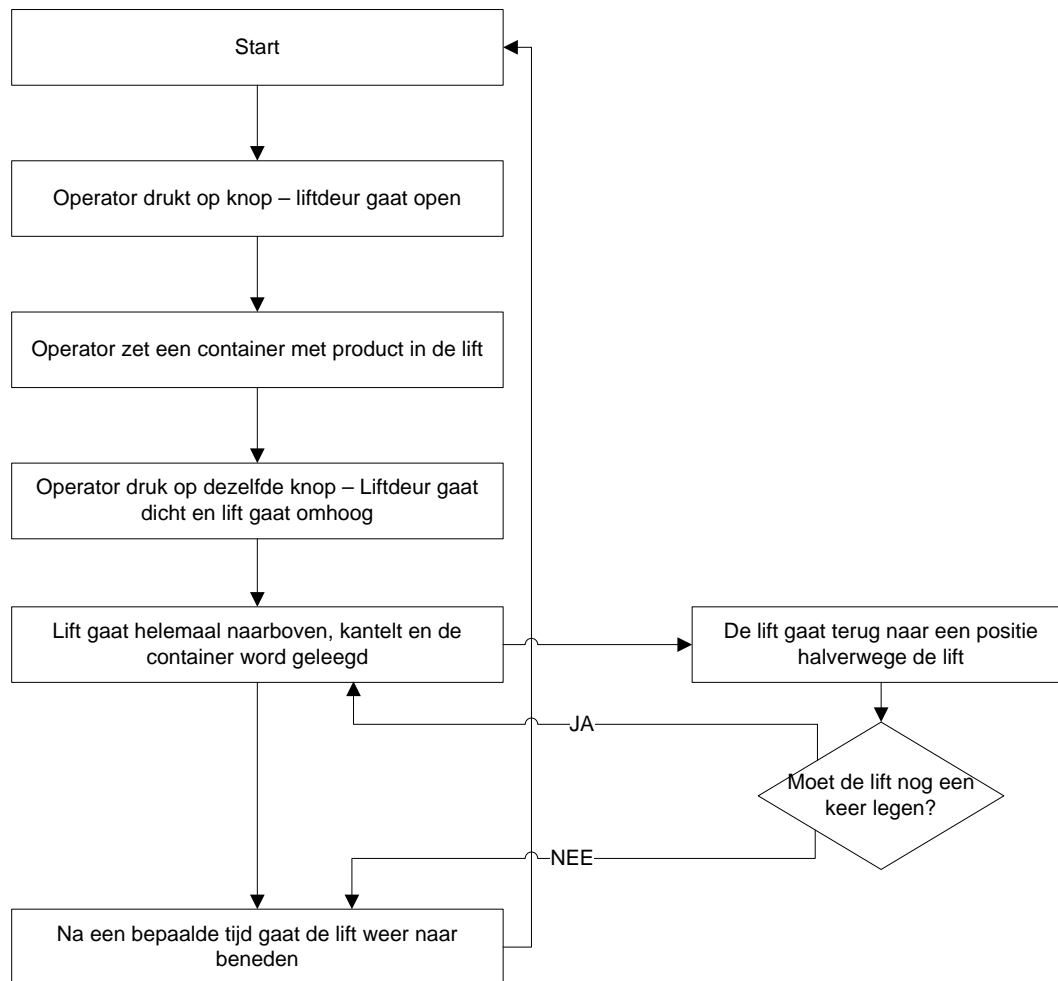 Start
Operator drukt op knop – liftdeur gaat open
Operator zet een container met product in de lift
Operator druk op dezelfde knop – Liftdeur gaat
dicht en lift gaat omhoog
Lift gaat helemaal naarboven, kantelt en de
container word geleegd
De lift gaat terug naar een positie
halverwege de lift
JA
Moet de lift nog een
keer legen?
NEE
Na een bepaalde tijd gaat de lift weer naar
beneden